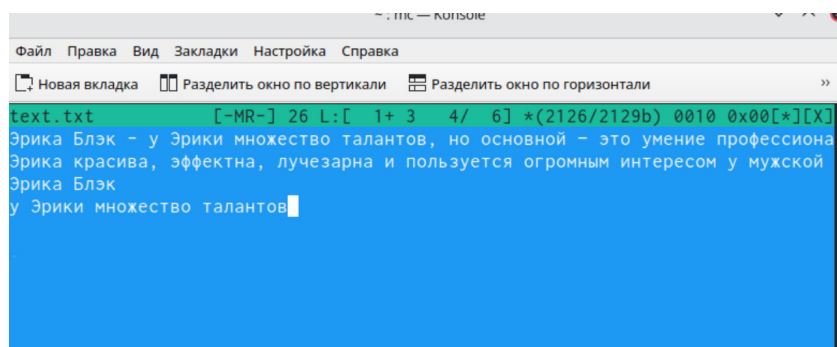 ~ : mc — Konsole
Файл Правка Вид Закладки Настройка Справка
Новая вкладка Разделить окно по вертикали Разделить окно по горизонтали »
text.txt [-MR-] 26 L:[ 1+ 3 4/ 6] *(2126/2129b) 0010 0x00[*][X]
Эрика Блэк – у Эрики множество талантов, но основной – это умение профессиона
Эрика красива, эффектна, лучезарна и пользуется огромным интересом у мужской
Эрика Блэк
у Эрики множество талантов